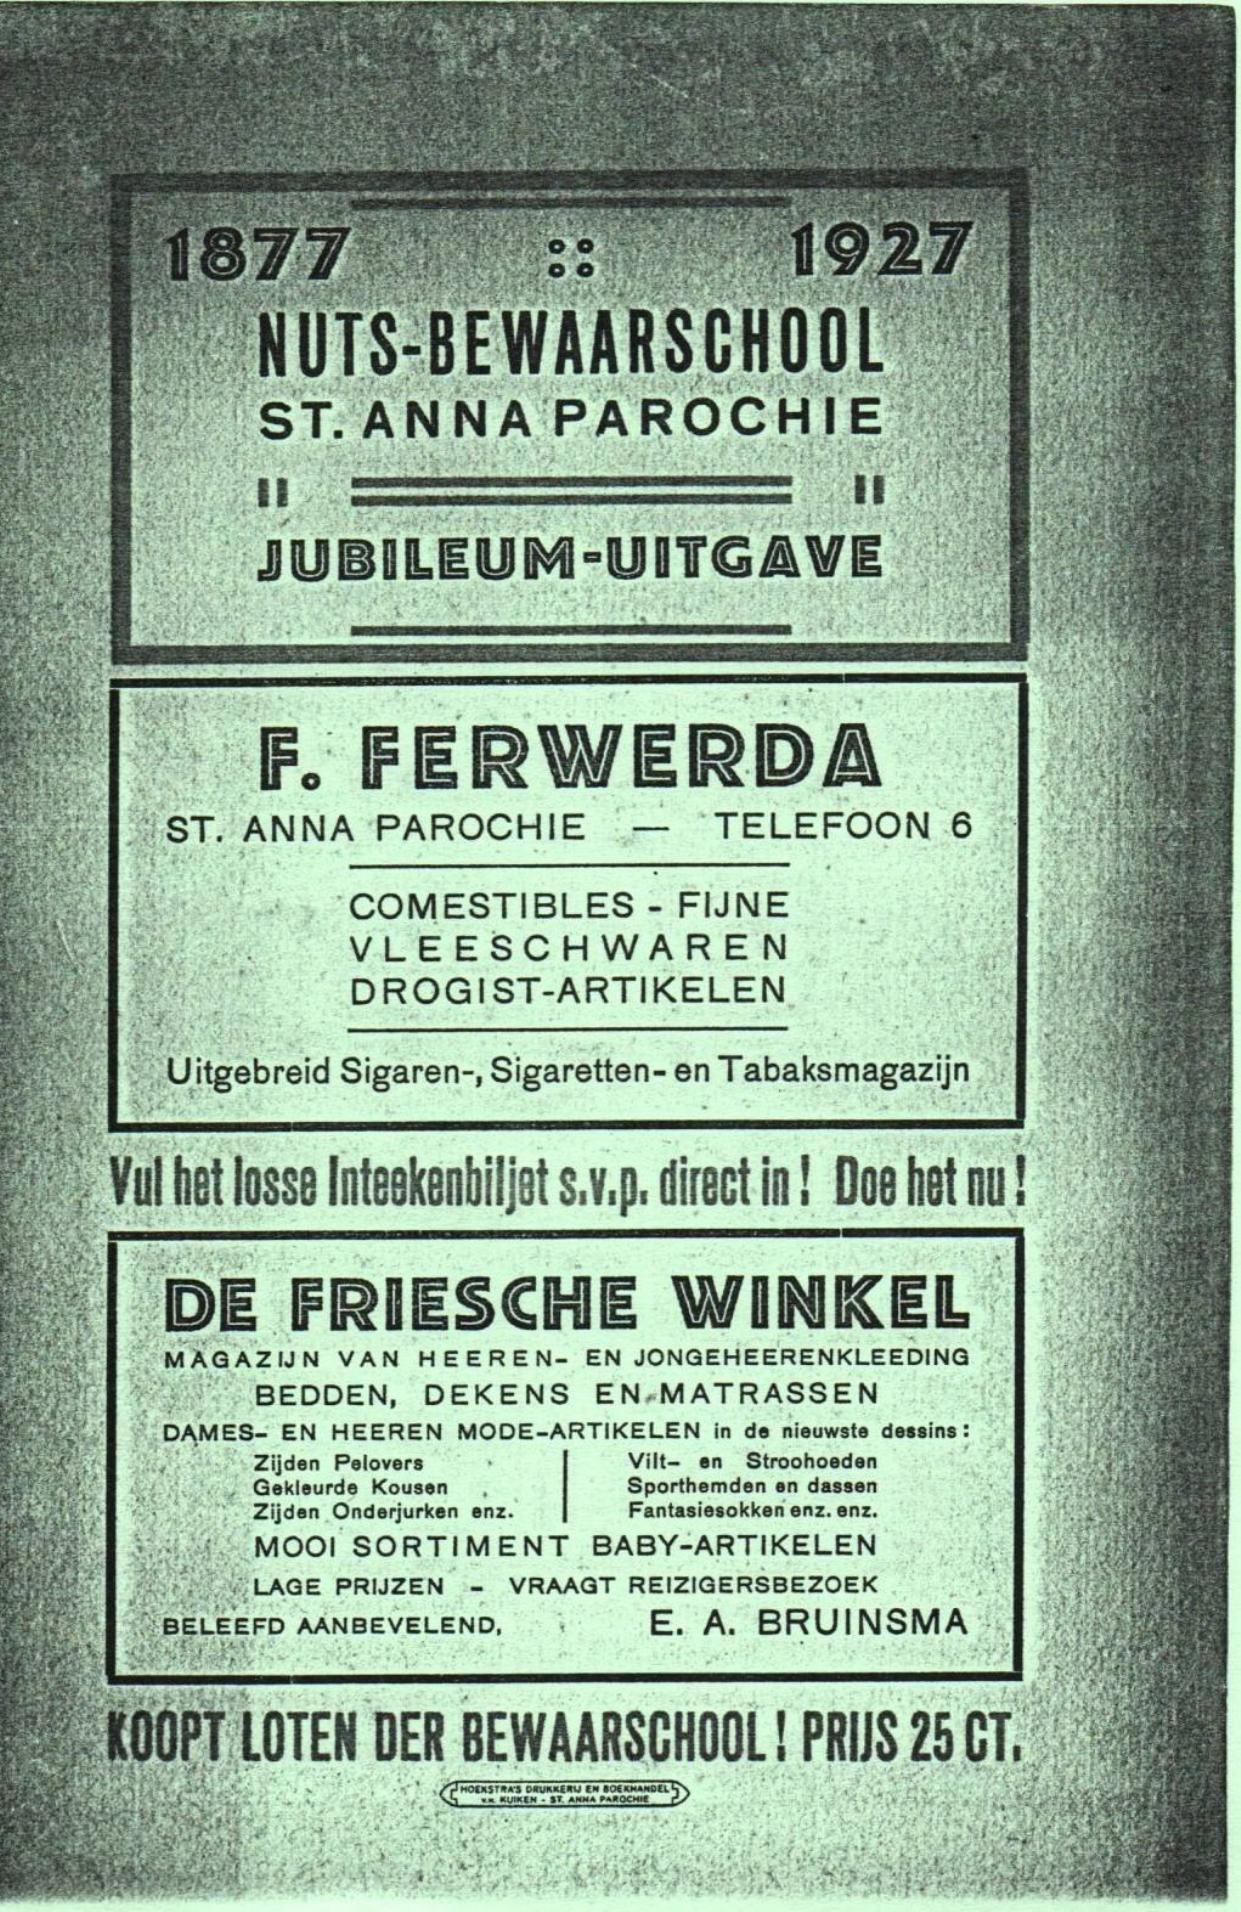 1877 :: 1927
NUTS-BEWAARSCHOOL
ST. ANNA PAROCHIE
" "
JUBILEUM-UITGAVE
F. FERWERDA
ST. ANNA PAROCHIE — TELEFOON 6
COMESTIBLES - FIJNE
VLEESCHWAREN
DROGIST-ARTIKELEN
Uitgebreid Sigaren-, Sigaretten- en Tabaksmagazijn
Vul het losse Inteekenbiljet s.v.p. direct in! Doe het nu!
DE FRIESCHE WINKEL
MAGAZIJN VAN HEEREN- EN JONGEHEERENKLEEDING
BEDDEN, DEKENS EN MATRASSEN
DAMES- EN HEEREN MODE-ARTIKELEN in de nieuwste dessins:
Zijden Pelovers
Gekleurde Kousen
Zijden Onderjurken enz.
Vilt- en Stroohoeden
Sporthemden en dassen
Fantasiesokken enz. enz.
MOOI SORTIMENT BABY-ARTIKELEN
LAGE PRIJZEN - VRAAGT REIZIGERSBEZOEK
BELEEFD AANBEVELEND, E. A. BRUINSMA
KOOPT LOTEN DER BEWAARSCHOOL! PRIJS 25 CT.
HOEKSTRA'S DRUKKERIJ EN BOEKHANDEL
v.h. KUIKEN - ST. ANNA PAROCHIE